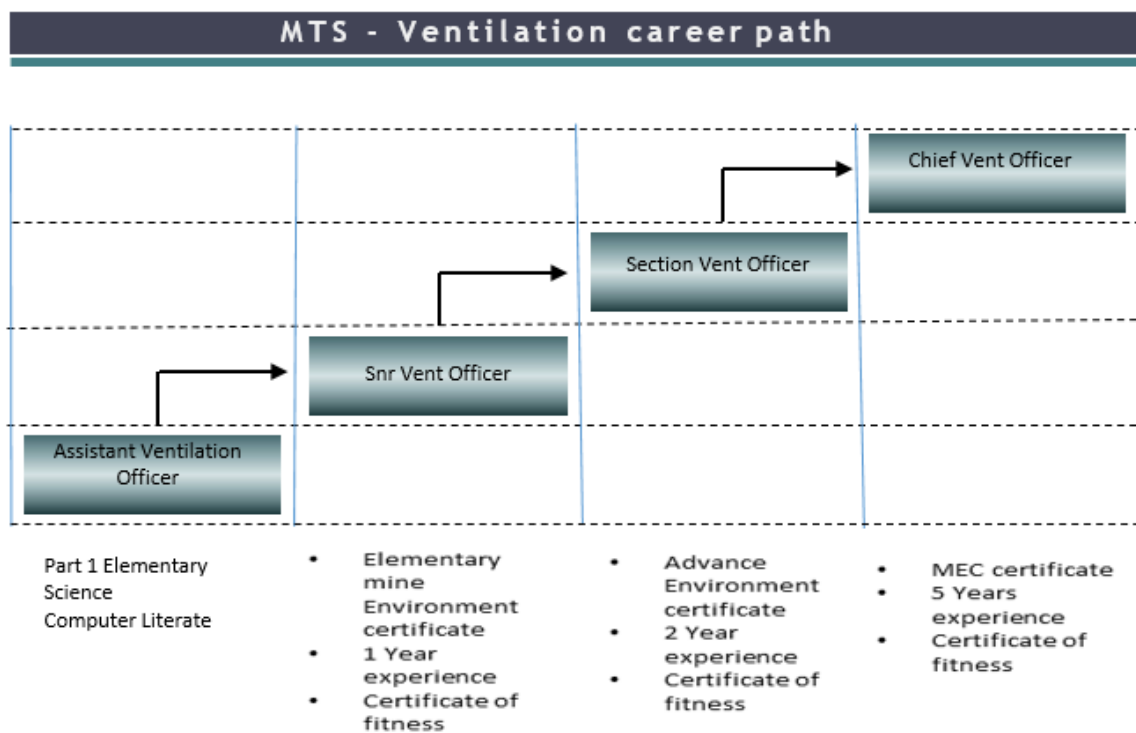 MTS - Ventilation career path
Chief Vent Officer
Section Vent Officer
Snr Vent Officer
Assistant Ventilation
Officer
Part 1 Elementary
Science
Computer Literate
• Elementary
mine
Environment
certificate
• 1 Year
experience
• Certificate of
fitness
• Advance
Environment
certificate
• 2 Year
experience
• Certificate of
fitness
• MEC certificate
• 5 Years
experience
• Certificate of
fitness